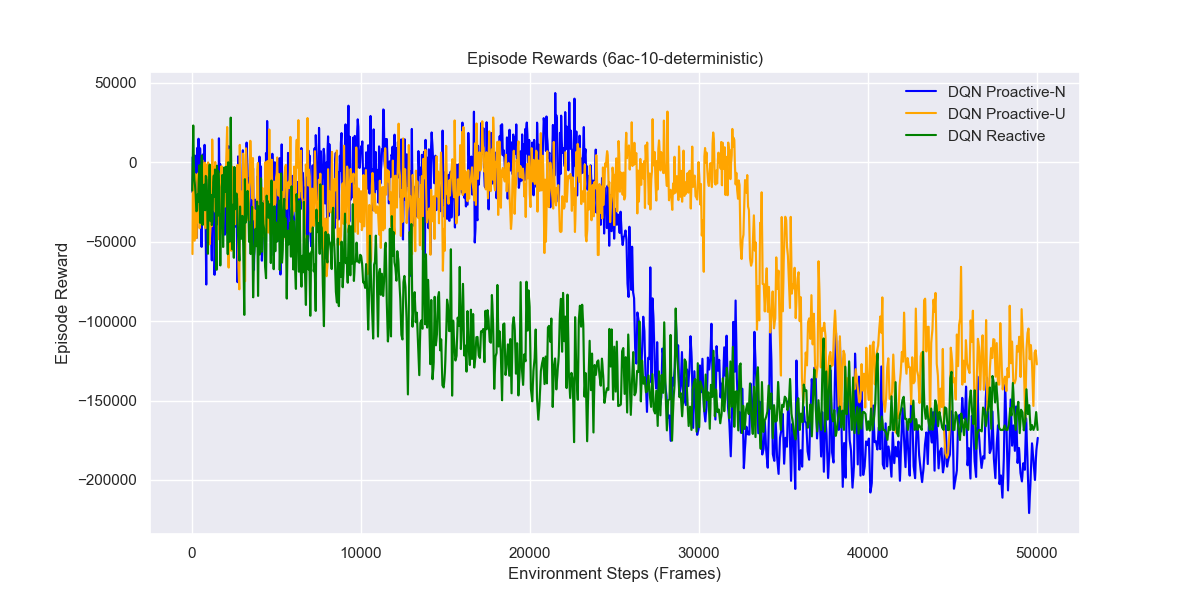 Episode Rewards (6ac-10-deterministic)
DQN Proactive-N
DQN Proactive-U
DQN Reactive
Episode Reward
50000
0
−50000
−100000
−150000
−200000
0 10000 20000 30000 40000 50000
Environment Steps (Frames)